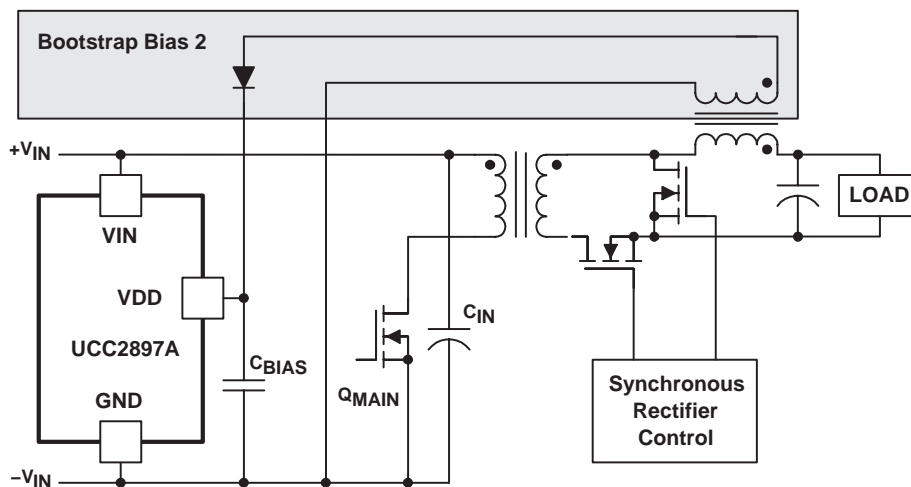 Bootstrap Bias 2
+VIN
VIN
VDD
UCC2897A
GND
-VIN
CBIAS
QMAIN
CIN
LOAD
Synchronous
Rectifier
Control